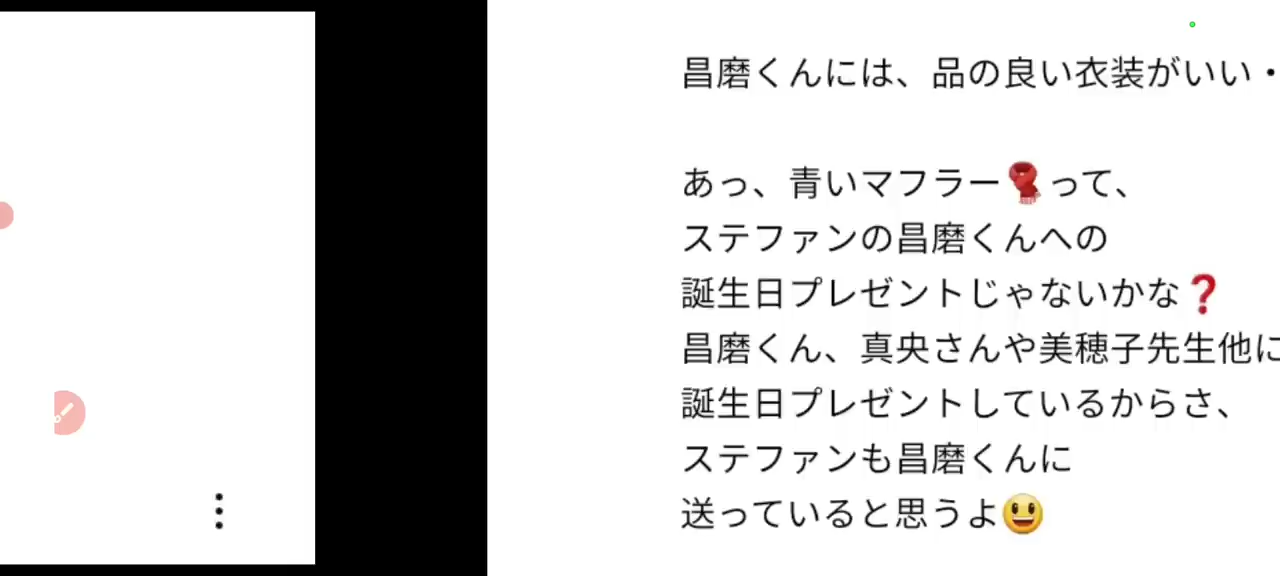 昌磨くんには、品の良い衣装がいい・
あっ、青いマフラー🧣って、
ステファンの昌磨くんへの
誕生日プレゼントじゃないかな❓
昌磨くん、真央さんや美穂子先生他に
誕生日プレゼントしているからさ、
ステファンも昌磨くんに
送っていると思うよ😃